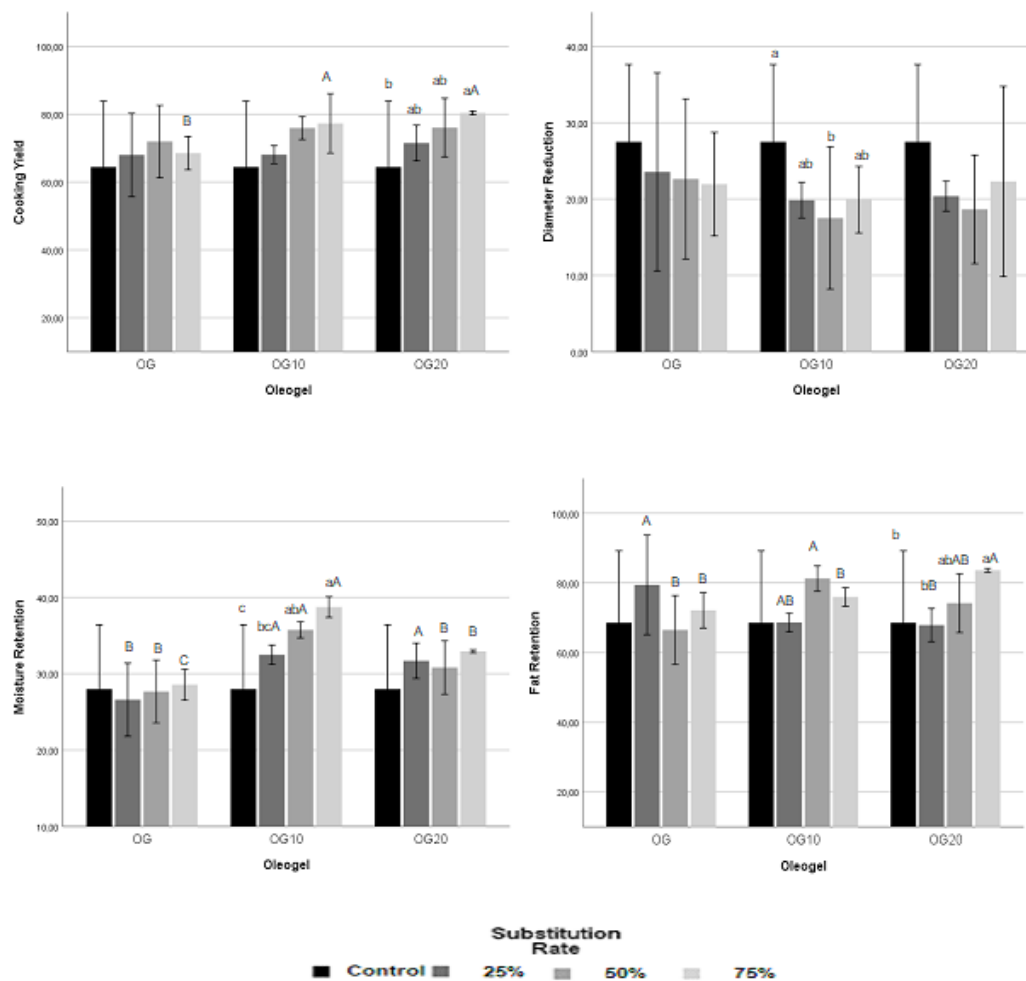 100,00
80,00
60,00
40,00
20,00
Cooking Yield
B
A
b
ab
ab
aA
OG
OG10
OG20
Oleogel
40,00
30,00
20,00
10,00
0,00
Diameter Reduction
a
ab
b
ab
OG
OG10
OG20
Oleogel
50,00
40,00
30,00
20,00
10,00
Moisture Retention
B
B
C
c
bcA
abA
aA
A
B
B
OG
OG10
OG20
Oleogel
100,00
80,00
60,00
40,00
20,00
Fat Retention
A
B
B
AB
A
B
b
bB
abAB
aA
OG
OG10
OG20
Oleogel
Substitution
Rate
Control 25% 50% 75%